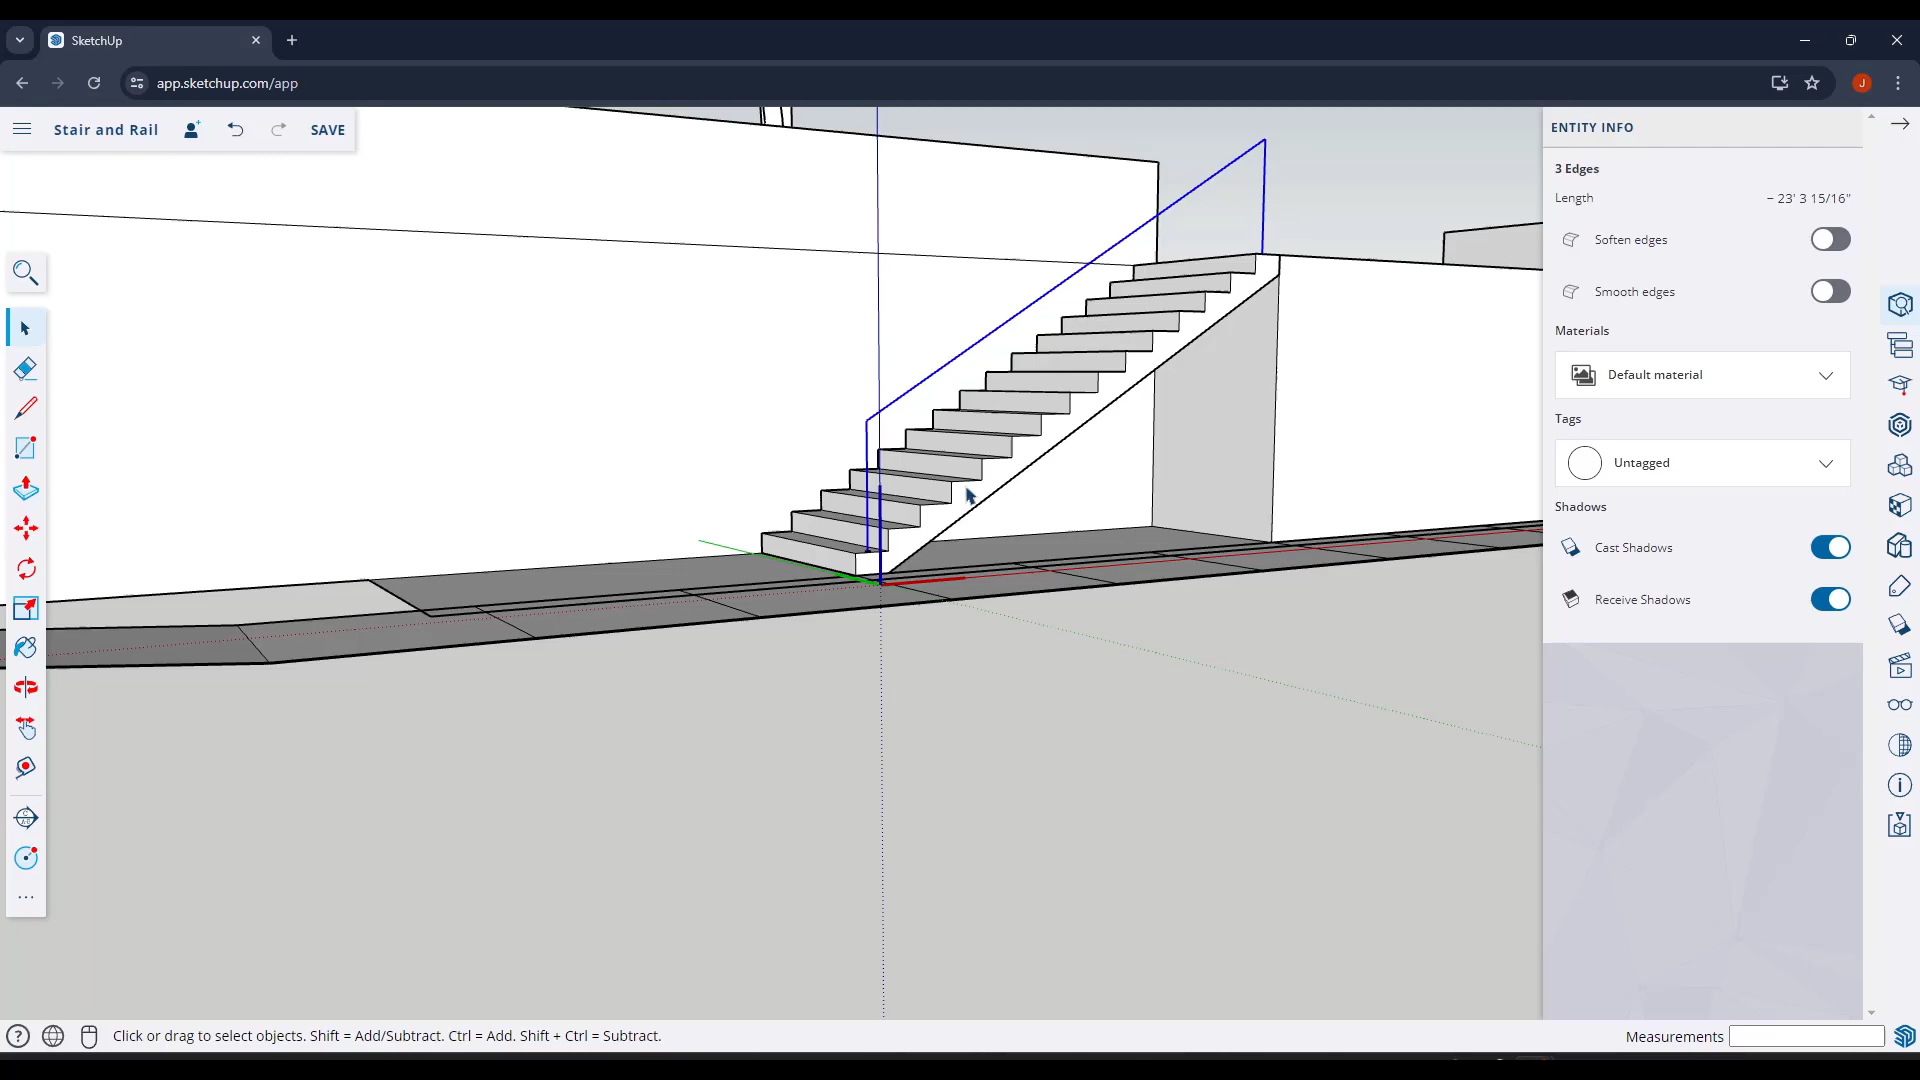 SketchUp
app.sketchup.com/app
J
Stair and Rail
SAVE
ENTITY INFO
3 Edges
Length
~ 23' 3 15/16"
Soften edges
Smooth edges
Materials
Default material
Tags
Untagged
Shadows
Cast Shadows
Receive Shadows
Click or drag to select objects. Shift = Add/Subtract. Ctrl = Add. Shift + Ctrl = Subtract.
Measurements